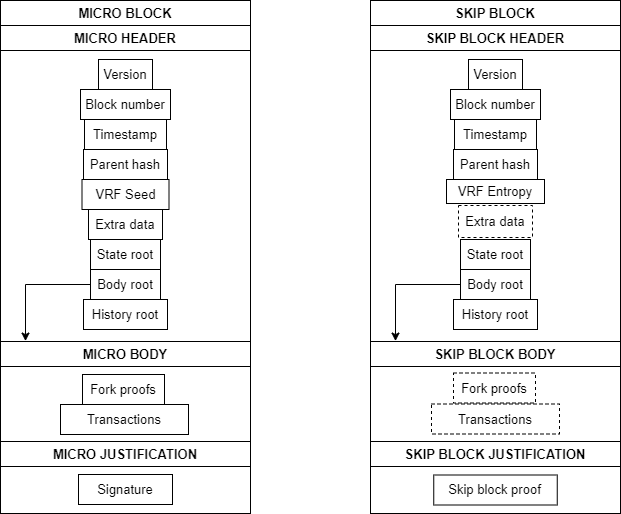 MICRO BLOCK
MICRO HEADER
Version
Block number
Timestamp
Parent hash
VRF Seed
Extra data
State root
Body root
History root
MICRO BODY
Fork proofs
Transactions
MICRO JUSTIFICATION
Signature
SKIP BLOCK
SKIP BLOCK HEADER
Version
Block number
Timestamp
Parent hash
VRF Entropy
Extra data
State root
Body root
History root
SKIP BLOCK BODY
Fork proofs
Transactions
SKIP BLOCK JUSTIFICATION
Skip block proof